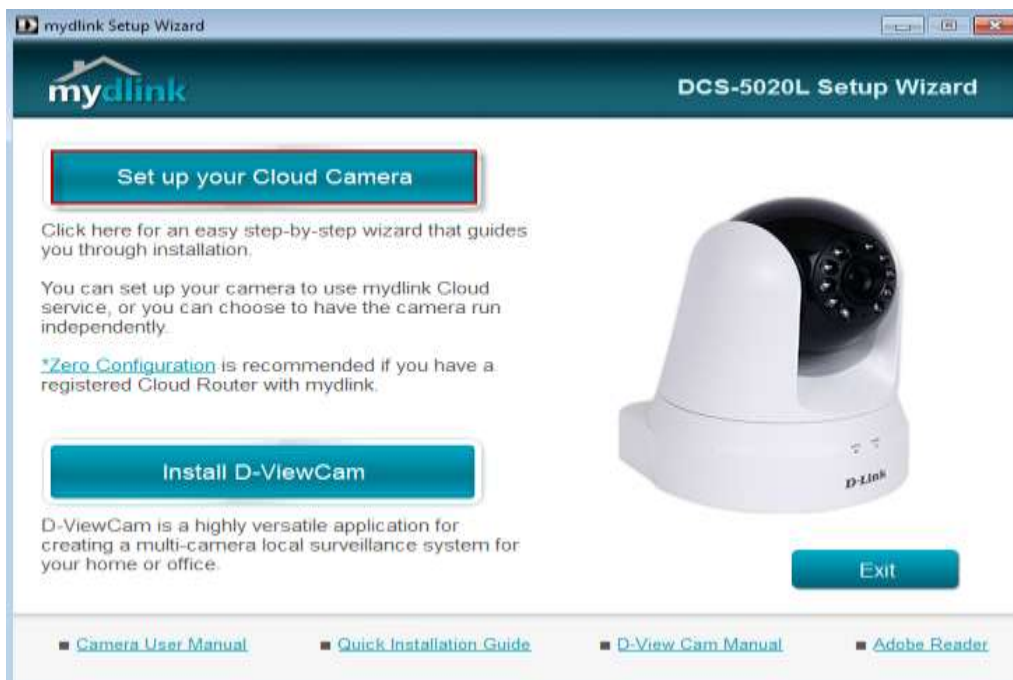 mydlink Setup Wizard
mydlink
DCS-5020L Setup Wizard
Set up your Cloud Camera
Click here for an easy step-by-step wizard that guides
you through installation.
You can set up your camera to use mydlink Cloud
service, or you can choose to have the camera run
independently.
*Zero Configuration is recommended if you have a
registered Cloud Router with mydlink.
Install D-ViewCam
D-ViewCam is a highly versatile application for
creating a multi-camera local surveillance system for
your home or office.
D-Link
Exit
Camera User Manual
Quick Installation Guide
D-View Cam Manual
Adobe Reader